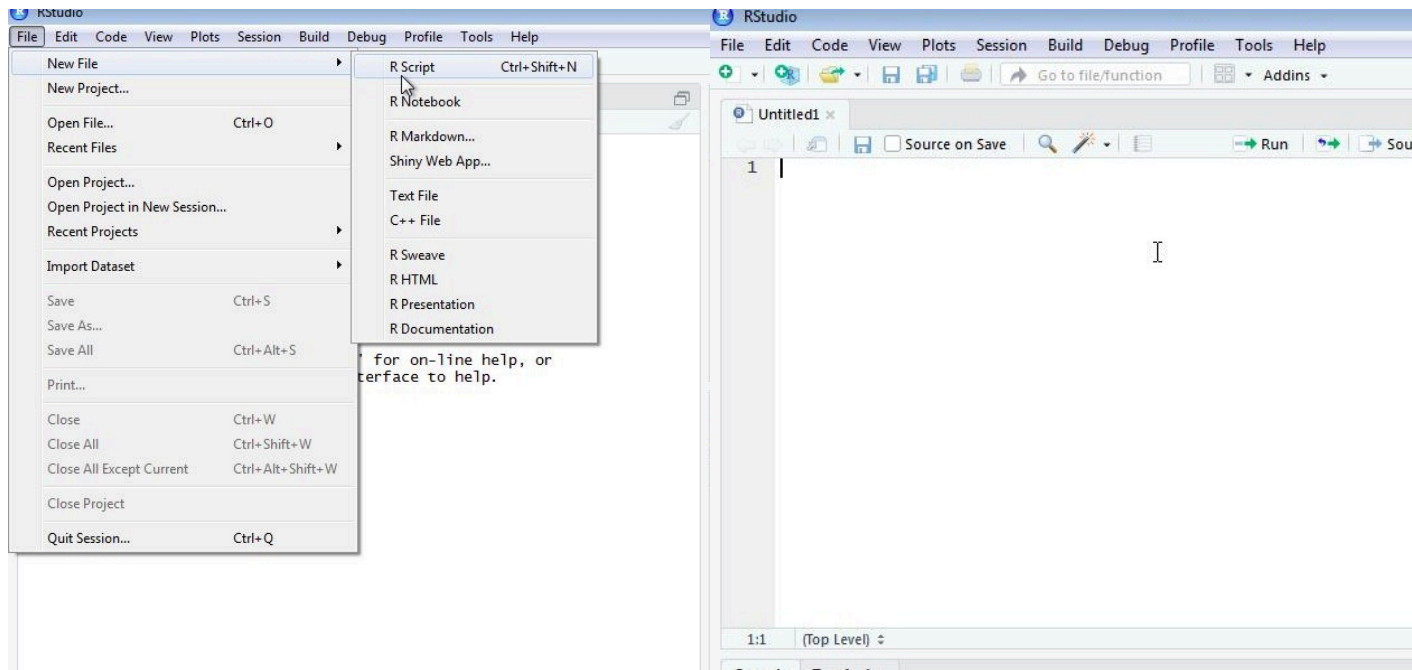 RStudio
File Edit Code View Plots Session Build Debug Profile Tools Help
New File
New Project...
Open File... Ctrl+O
Recent Files
Open Project...
Open Project in New Session...
Recent Projects
Import Dataset
Save Ctrl+S
Save As...
Save All Ctrl+Alt+S
Print...
Close Ctrl+W
Close All Ctrl+Shift+W
Close All Except Current Ctrl+Alt+Shift+W
Close Project
Quit Session... Ctrl+Q
R Script Ctrl+Shift+N
R Notebook
R Markdown...
Shiny Web App...
Text File
C++ File
R Sweave
R HTML
R Presentation
R Documentation
' for on-line help, or
terface to help.
RStudio
File Edit Code View Plots Session Build Debug Profile Tools Help
Go to file/function Addins
Untitled1
Source on Save Run Sou
1
1:1 (Top Level)